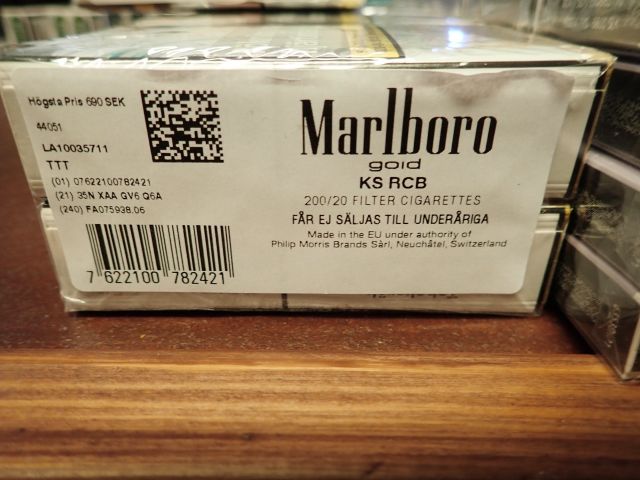 Högsta Pris 690 SEK
44051
LA10035711
TTT
(01) 07622100782421
(21) 35N XAA GV6 Q6A
(240) FA075938.06
7 622100 782421
Marlboro
gold
KS RCB
200/20 FILTER CIGARETTES
FÅR EJ SÄLJAS TILL UNDERÅRIGA
Made in the EU under authority of
Philip Morris Brands Sàrl, Neuchâtel, Switzerland